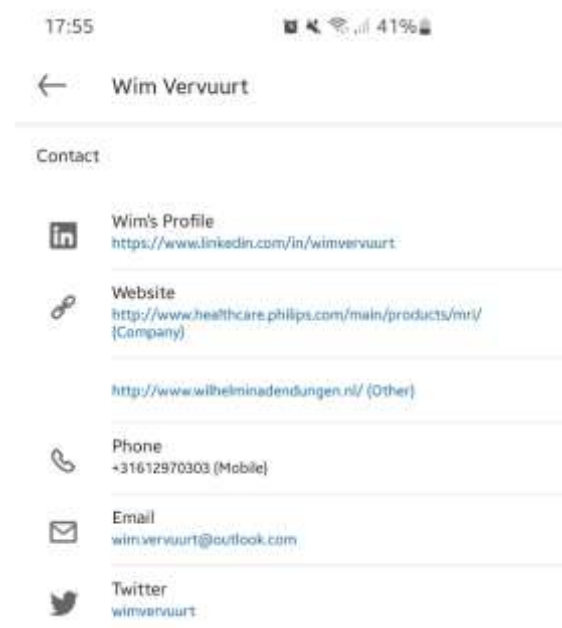 17:55 41%
Wim Vervuurt
Contact
in
Wim's Profile
https://www.linkedin.com/in/wimvervuurt
Website
http://www.healthcare.philips.com/main/products/mri/
(Company)
http://www.wilhelminadendungen.nl/ (Other)
Phone
+31612970303 (Mobile)
Email
wim.vervuurt@outlook.com
Twitter
wimvervuurt